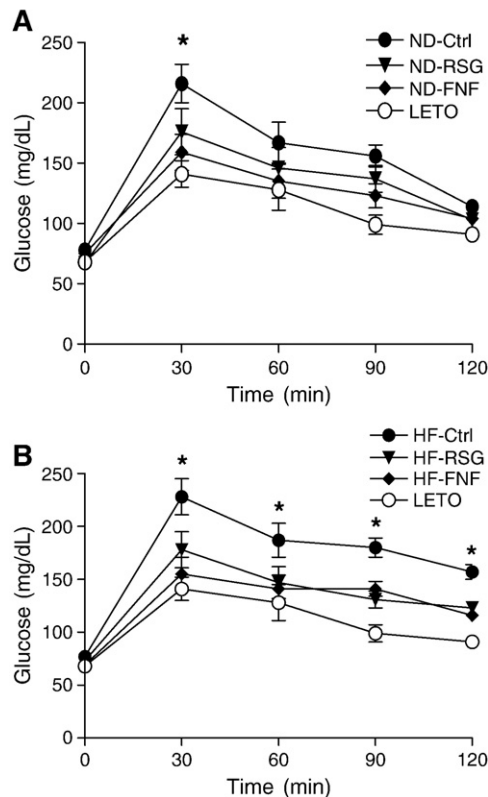 A
*
ND-Ctrl
ND-RSG
ND-FNF
LETO
250
200
150
100
50
0
Glucose (mg/dL)
0 30 60 90 120
Time (min)
B
* * * *
HF-Ctrl
HF-RSG
HF-FNF
LETO
250
200
150
100
50
0
Glucose (mg/dL)
0 30 60 90 120
Time (min)